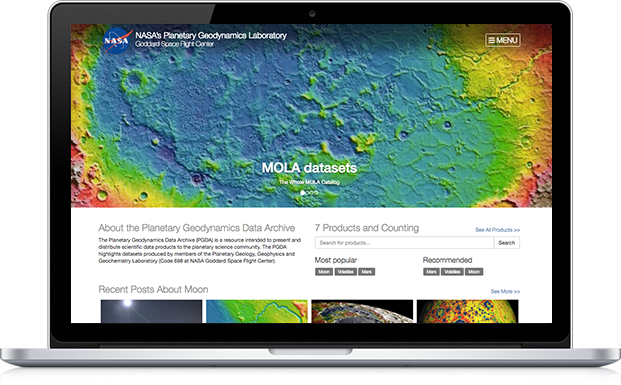 NASA
NASA's Planetary Geodynamics Laboratory
Goddard Space Flight Center
MENU
MOLA datasets
The Whole MOLA Catalog
About the Planetary Geodynamics Data Archive
The Planetary Geodynamics Data Archive (PGDA) is a resource intended to present and
distribute scientific data products to the planetary science community. The PGDA
highlights datasets produced by members of the Planetary Geology, Geophysics and
Geochemistry Laboratory (Code 698 at NASA Goddard Space Flight Center).
7 Products and Counting
See All Products >>
Search for products...
Search
Most popular
Moon Volatiles Mars
Recommended
Mars Volatiles Moon
Recent Posts About Moon
See More >>